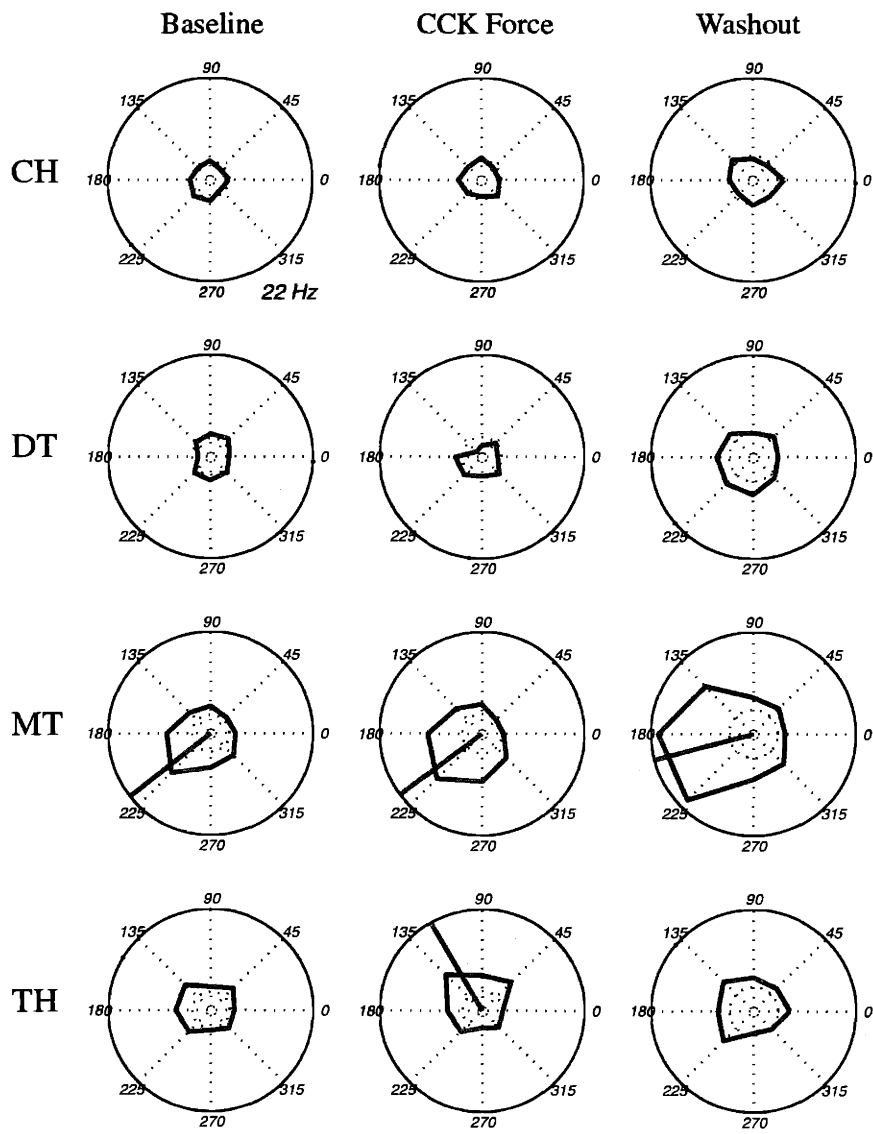 Baseline CCK Force Washout
90 90 90
135 45 135 45 135 45
CH 180 0 180 0 180 0
225 315 225 315 225 315
270 22 Hz 270 270
90 90 90
135 45 135 45 135 45
DT 180 0 180 0 180 0
225 315 225 315 225 315
270 270 270
90 90 90
135 45 135 45 135 45
MT 180 0 180 0 180 0
225 315 225 315 225 315
270 270 270
90 90 90
135 45 135 45 135 45
TH 180 0 180 0 180 0
225 315 225 315 225 315
270 270 270